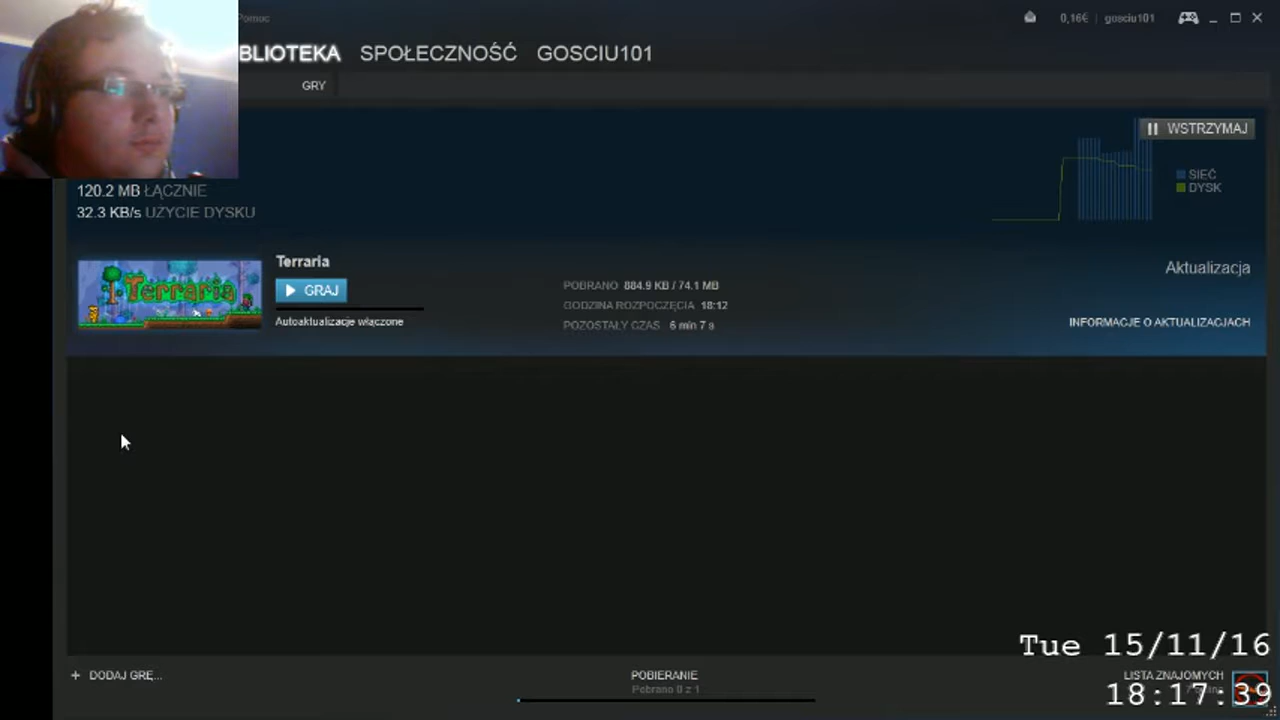 Pomoc
0,16€ gosciu101
BLIOTEKA SPOŁECZNOŚĆ GOSCIU101
GRY
WSTRZYMAJ
SIEĆ
DYSK
120.2 MB ŁĄCZNIE
32.3 KB/s UŻYCIE DYSKU
Terraria
Terraria
GRAJ
Autoaktualizacje włączone
POBRANO 884.9 KB / 74.1 MB
GODZINA ROZPOCZĘCIA 18:12
POZOSTAŁY CZAS 6 min 7 s
Aktualizacja
INFORMACJE O AKTUALIZACJACH
Tue 15/11/16
+ DODAJ GRĘ...
POBIERANIE
Pobrano 0 z 1
LISTA ZNAJOMYCH
18:17:39